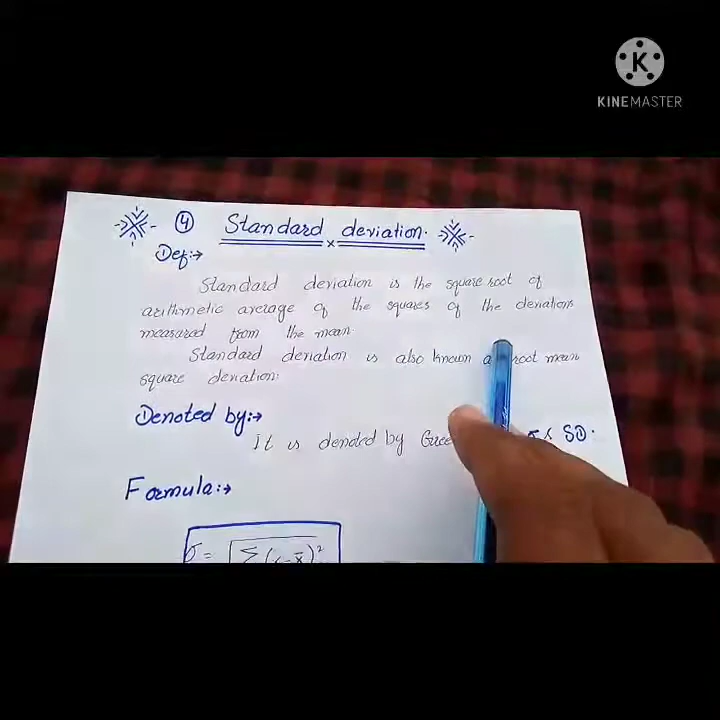 K
KINEMASTER
④ Standard deviation.
Def:→
Standard deviation is the square root of
arithmetic average of the squares of the deviations
measured from the mean.
Standard deviation is also known a root mean
square deviation.
Denoted by:→
It is denoted by SD.
Formula:→
σ = √Σ(x-x̄)²